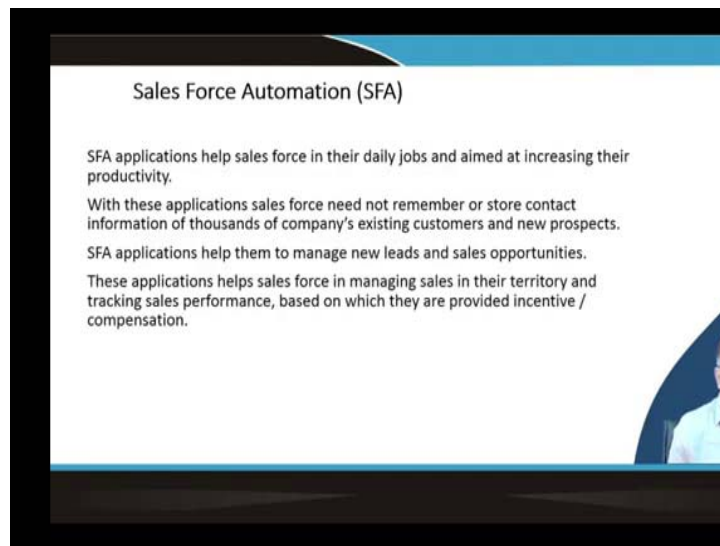 Sales Force Automation (SFA)
SFA applications help sales force in their daily jobs and aimed at increasing their
productivity.
With these applications sales force need not remember or store contact
information of thousands of company's existing customers and new prospects.
SFA applications help them to manage new leads and sales opportunities.
These applications helps sales force in managing sales in their territory and
tracking sales performance, based on which they are provided incentive /
compensation.